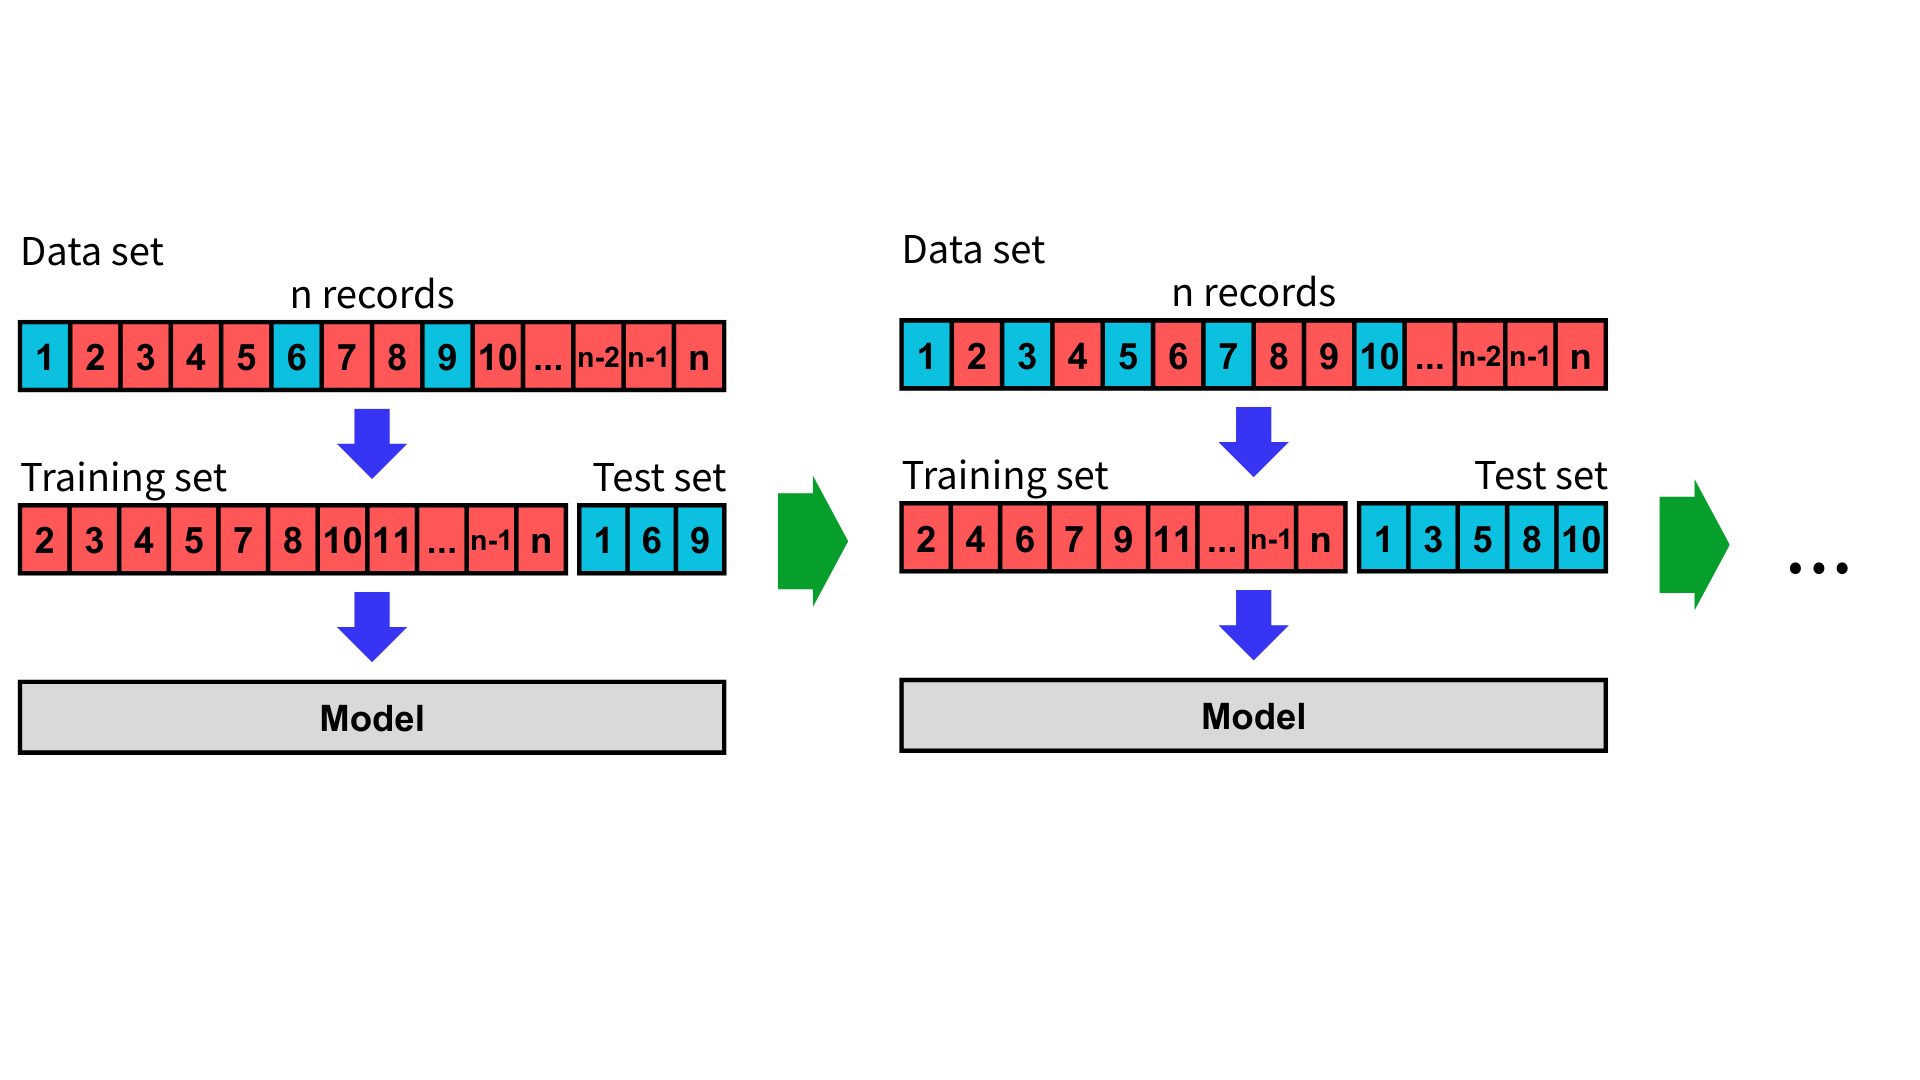 Data set
n records
1 2 3 4 5 6 7 8 9 10 ... n-2 n-1 n
Training set Test set
2 3 4 5 7 8 10 11 ... n-1 n 1 6 9
Model
Data set
n records
1 2 3 4 5 6 7 8 9 10 ... n-2 n-1 n
Training set Test set
2 4 6 7 9 11 ... n-1 n 1 3 5 8 10
Model
...